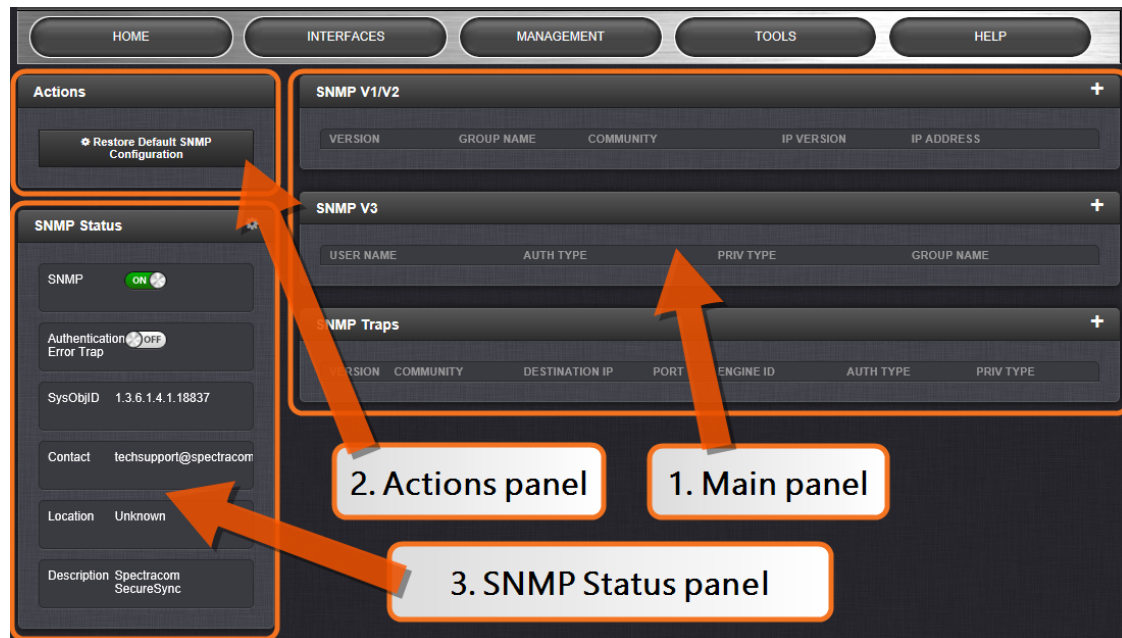 HOME INTERFACES MANAGEMENT TOOLS HELP
Actions
Restore Default SNMP
Configuration
SNMP Status
SNMP ON
Authentication OFF
Error Trap
SysObjID 1.3.6.1.4.1.18837
Contact techsupport@spectracom
Location Unknown
Description Spectracom
SecureSync
SNMP V1/V2 +
VERSION GROUP NAME COMMUNITY IP VERSION IP ADDRESS
SNMP V3 +
USER NAME AUTH TYPE PRIV TYPE GROUP NAME
SNMP Traps +
VERSION COMMUNITY DESTINATION IP PORT ENGINE ID AUTH TYPE PRIV TYPE
2. Actions panel
1. Main panel
3. SNMP Status panel